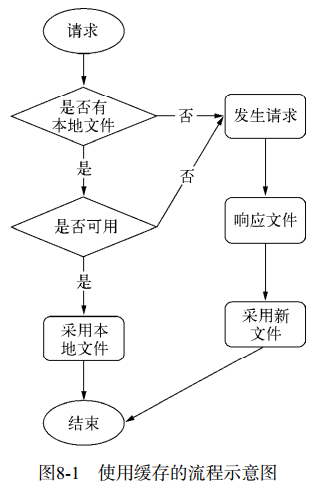 请求
是否有
本地文件
否
发生请求
是
否
是否可用
响应文件
是
采用本
地文件
采用新
文件
结束
图8-1 使用缓存的流程示意图